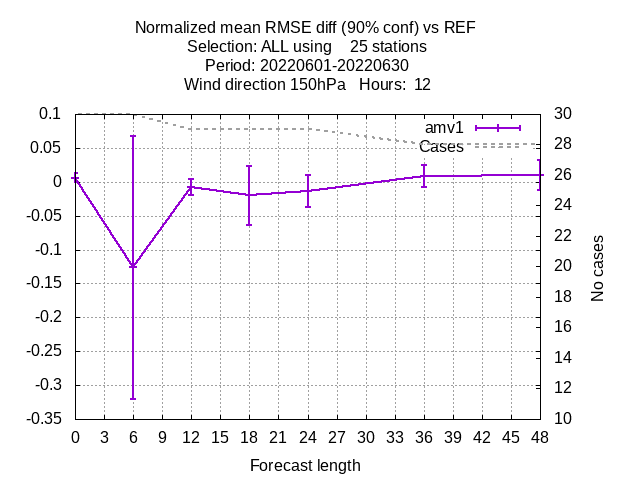 Normalized mean RMSE diff (90% conf) vs REF
Selection: ALL using    25 stations
Period: 20220601-20220630
Wind direction 150hPa   Hours:  12
amv1
Cases
0.1
0.05
0
-0.05
-0.1
-0.15
-0.2
-0.25
-0.3
-0.35
30
28
26
24
22
20
18
16
14
12
10
No cases
0 3 6 9 12 15 18 21 24 27 30 33 36 39 42 45 48
Forecast length